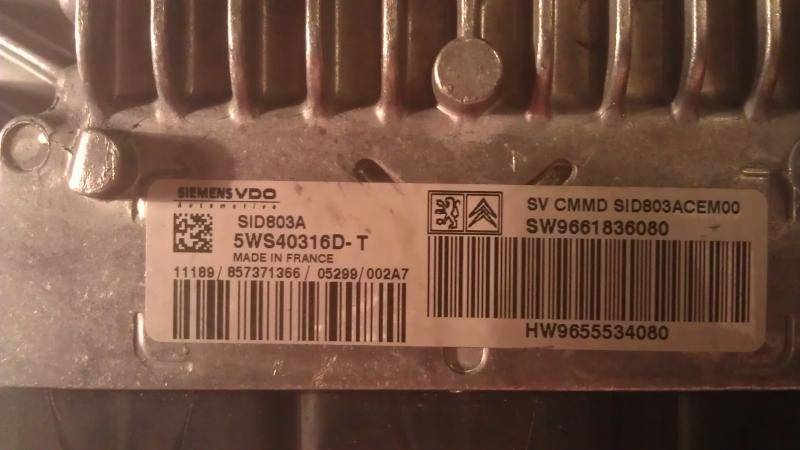 SIEMENS VDO
Automotive
SID803A
5WS40316D-T
MADE IN FRANCE
11189/857371366/05299/002A7
SV CMMD SID803ACEM00
SW9661836080
HW9655534080